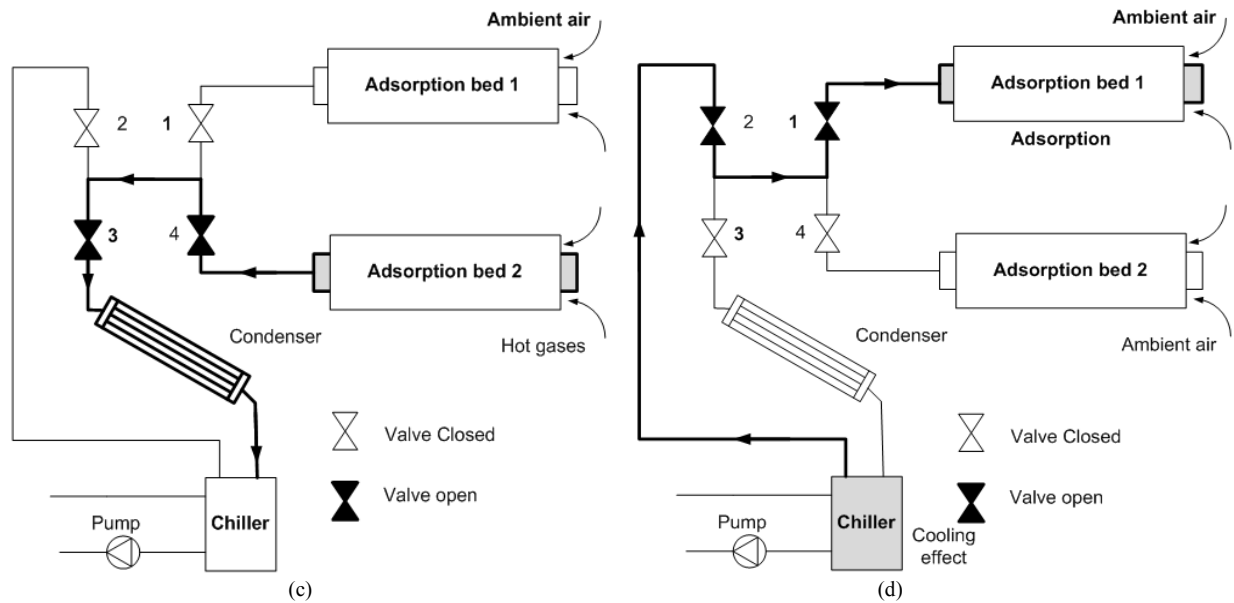 Ambient air
Adsorption bed 1
2
1
3
4
Adsorption bed 2
Condenser
Hot gases
Valve Closed
Valve open
Chiller
Pump
(c)
Ambient air
Adsorption bed 1
Adsorption
2
1
3
4
Adsorption bed 2
Condenser
Ambient air
Valve Closed
Valve open
Chiller
Pump
Cooling
effect
(d)